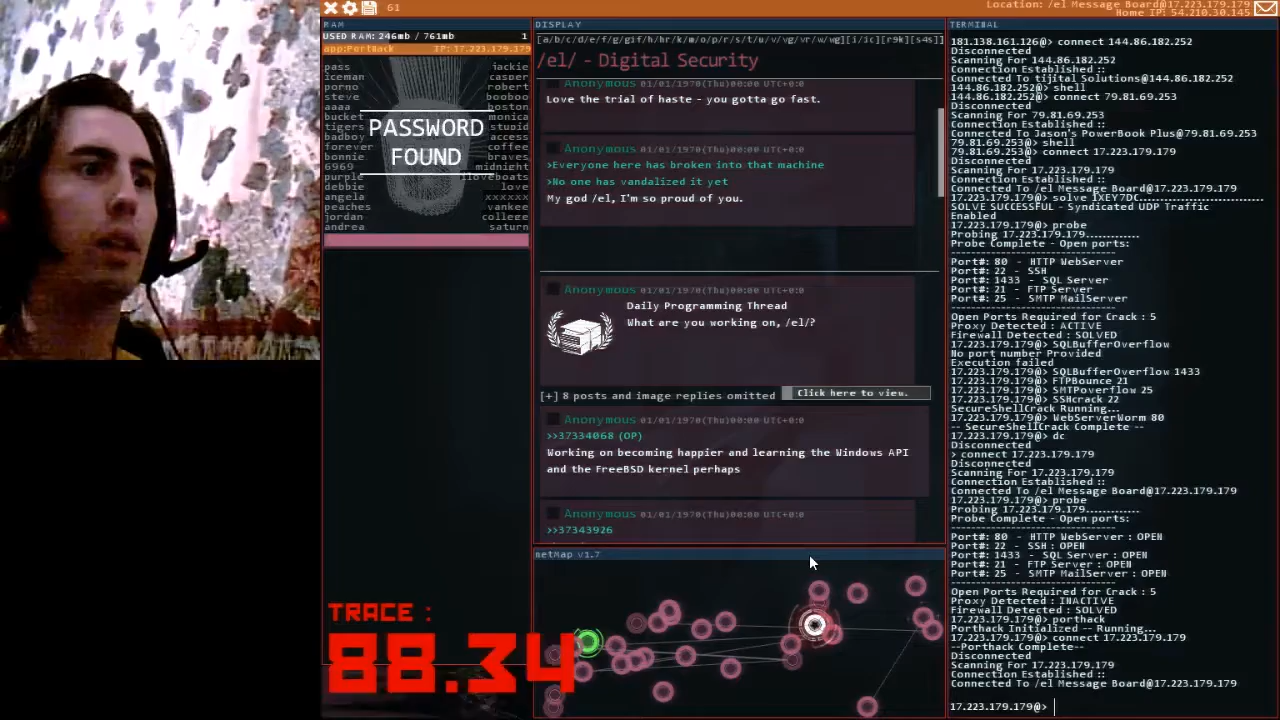 61
Location: /el Message Board@17.223.179.179
Home IP: 54.210.30.145
RAM
USED RAM: 246mb / 761mb 1
app:PortHack IP: 17.223.179.179
pass jackie
iceman casper
porno robert
steve booboo
aaaa boston
bucket monica
tigers stupid
badboy access
forever coffee
bonnie braves
6969 midnight
purple iloveboats
debbie love
angela xxxxxx
peaches yankee
jordan college
andrea saturn
PASSWORD
FOUND
TRACE :
88.34
DISPLAY
[a/b/c/d/e/f/g/gif/h/hr/k/m/o/p/r/s/t/u/v/vg/vr/w/wg][i/ic][r9k][s4s]
/el/ - Digital Security
Anonymous 01/01/1970(Thu)00:00 UTC+0:0
Love the trial of haste - you gotta go fast.
Anonymous 01/01/1970(Thu)00:00 UTC+0:0
>Everyone here has broken into that machine
>No one has vandalized it yet
My god /el, I'm so proud of you.
Anonymous 01/01/1970(Thu)00:00 UTC+0:0
Daily Programming Thread
What are you working on, /el/?
[+] 8 posts and image replies omitted Click here to view.
Anonymous 01/01/1970(Thu)00:00 UTC+0:0
>>37334068 (OP)
Working on becoming happier and learning the Windows API
and the FreeBSD kernel perhaps
Anonymous 01/01/1970(Thu)00:00 UTC+0:0
>>37343926
netMap v1.7
TERMINAL
181.138.161.126@> connect 144.86.182.252
Disconnected
Scanning For 144.86.182.252
Connection Established ::
Connected To tijital Solutions@144.86.182.252
144.86.182.252@> shell
144.86.182.252@> connect 79.81.69.253
Disconnected
Scanning For 79.81.69.253
Connection Established ::
Connected To Jason's PowerBook Plus@79.81.69.253
79.81.69.253@> shell
79.81.69.253@> connect 17.223.179.179
Disconnected
Scanning For 17.223.179.179
Connection Established ::
Connected To /el Message Board@17.223.179.179
17.223.179.179@> solve IXEY7DC..............................
SOLVE SUCCESSFUL - Syndicated UDP Traffic
Enabled
17.223.179.179@> probe
Probing 17.223.179.179.............
Probe Complete - Open ports:
---------------------------------
Port#: 80 - HTTP WebServer
Port#: 22 - SSH
Port#: 1433 - SQL Server
Port#: 21 - FTP Server
Port#: 25 - SMTP MailServer
---------------------------------
Open Ports Required for Crack : 5
Proxy Detected : ACTIVE
Firewall Detected : SOLVED
17.223.179.179@> SQLBufferOverflow
No port number Provided
Execution failed
17.223.179.179@> SQLBufferOverflow 1433
17.223.179.179@> FTPBounce 21
17.223.179.179@> SMTPoverflow 25
17.223.179.179@> SSHcrack 22
SecureShellCrack Running...
17.223.179.179@> WebServerWorm 80
-- SecureShellCrack Complete --
17.223.179.179@> dc
Disconnected
> connect 17.223.179.179
Disconnected
Scanning For 17.223.179.179
Connection Established ::
Connected To /el Message Board@17.223.179.179
17.223.179.179@> probe
Probing 17.223.179.179.............
Probe Complete - Open ports:
---------------------------------
Port#: 80 - HTTP WebServer : OPEN
Port#: 22 - SSH : OPEN
Port#: 1433 - SQL Server : OPEN
Port#: 21 - FTP Server : OPEN
Port#: 25 - SMTP MailServer : OPEN
---------------------------------
Open Ports Required for Crack : 5
Proxy Detected : INACTIVE
Firewall Detected : SOLVED
17.223.179.179@> porthack
Porthack Initialized -- Running...
17.223.179.179@> connect 17.223.179.179
--Porthack Complete--
Disconnected
Scanning For 17.223.179.179
Connection Established ::
Connected To /el Message Board@17.223.179.179
17.223.179.179@>